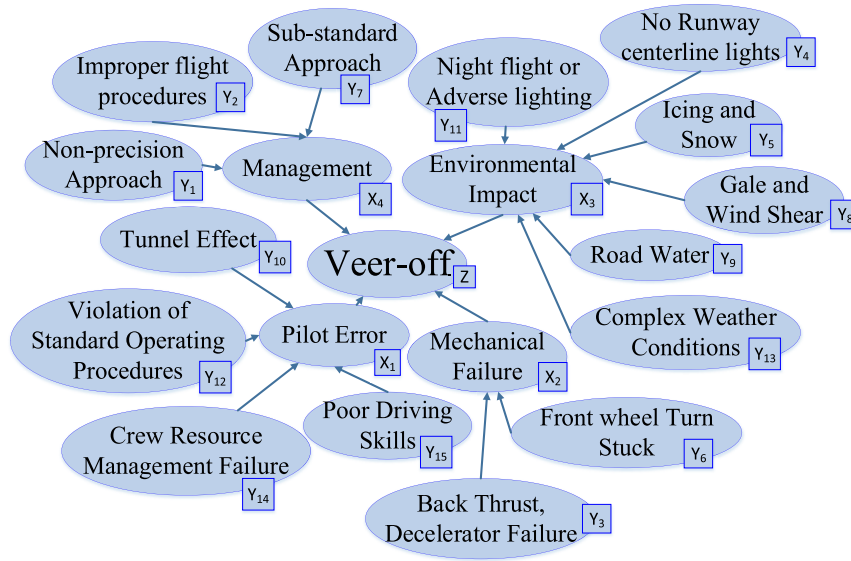 Sub-standard
Approach
Y7
Improper flight
procedures Y2
Night flight or
Adverse lighting
Y11
No Runway
centerline lights Y4
Icing and
Snow Y5
Non-precision
Approach Y1
Management
X4
Environmental
Impact
X3
Gale and
Wind Shear Y8
Tunnel Effect
Y10
Veer-off
Z
Road Water Y9
Violation of
Standard Operating
Procedures
Y12
Pilot Error
X1
Mechanical
Failure X2
Complex Weather
Conditions Y13
Crew Resource
Management Failure
Y14
Poor Driving
Skills Y15
Front wheel Turn
Stuck
Y6
Back Thrust,
Decelerator Failure Y3